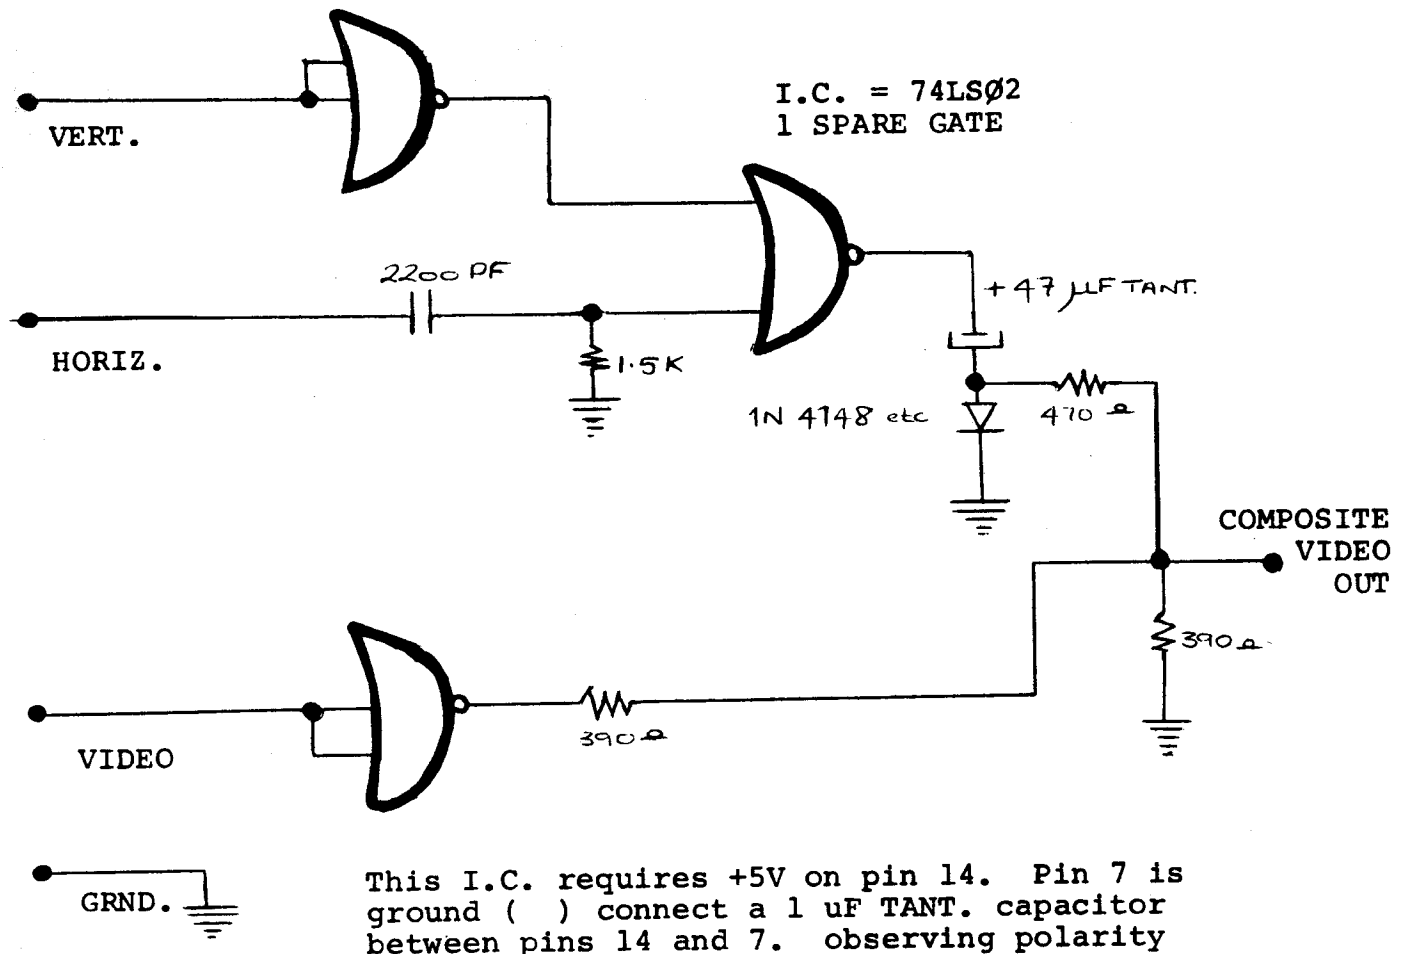 I.C. = 74LSØ2
1 SPARE GATE
VERT.
2200 PF
+ 47 µF TANT.
HORIZ.
1.5K
1N 4148 etc
470 Ω
COMPOSITE
VIDEO
OUT
390 Ω
390 Ω
VIDEO
GRND.
This I.C. requires +5V on pin 14. Pin 7 is
ground ( ) connect a 1 uF TANT. capacitor
between pins 14 and 7. observing polarity